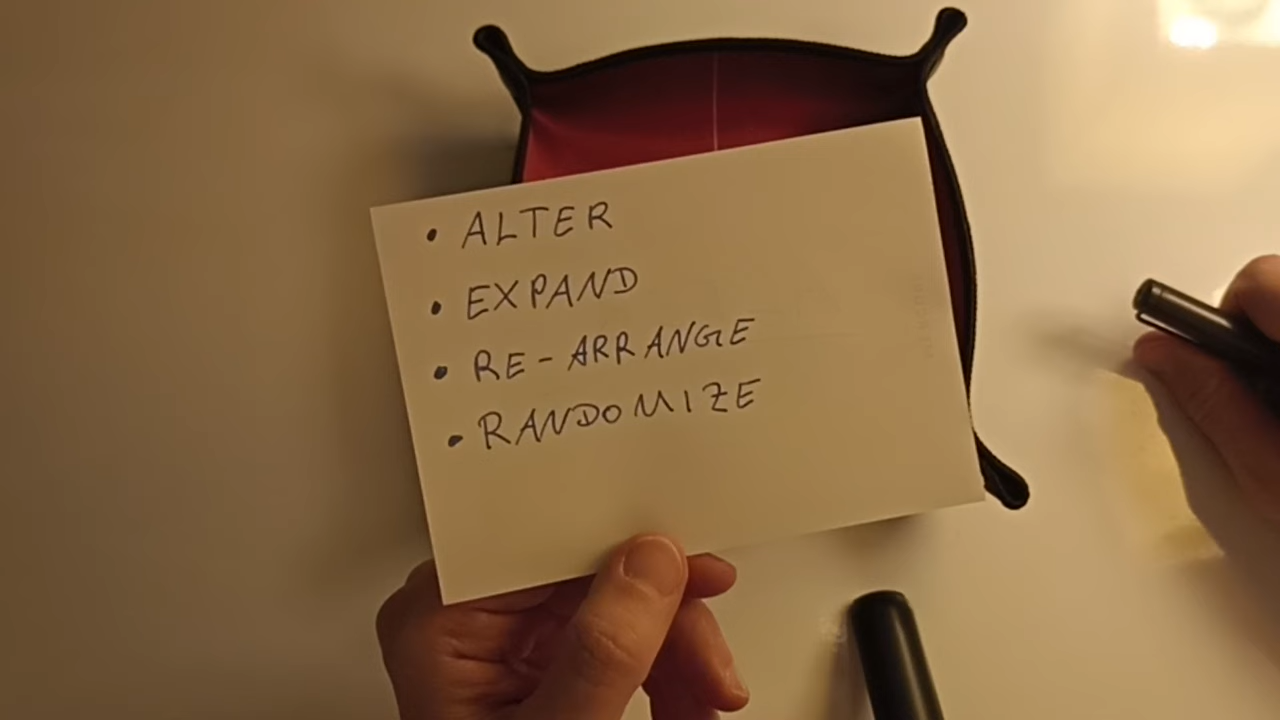 • ALTER
• EXPAND
• RE-ARRANGE
• RANDOMIZE